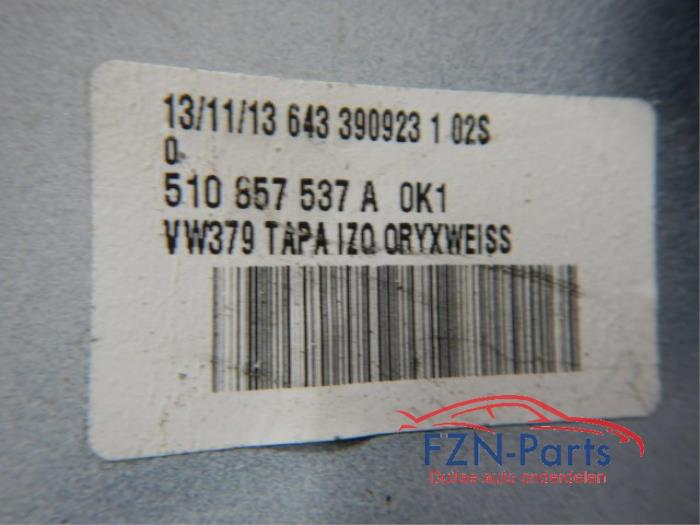 13/11/13 643 390923 1 02S
0
510 857 537 A 0K1
VW379 TAPA IZQ ORYXWEISS
FZN-Parts
Duitse auto onderdelen